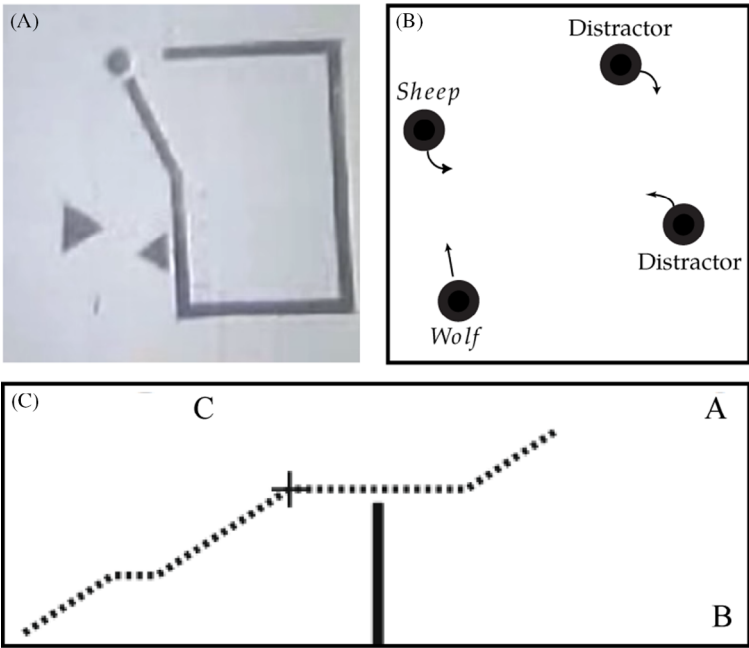 (A)
(B)
Distractor
Sheep
Distractor
Wolf
(C)
C
A
B